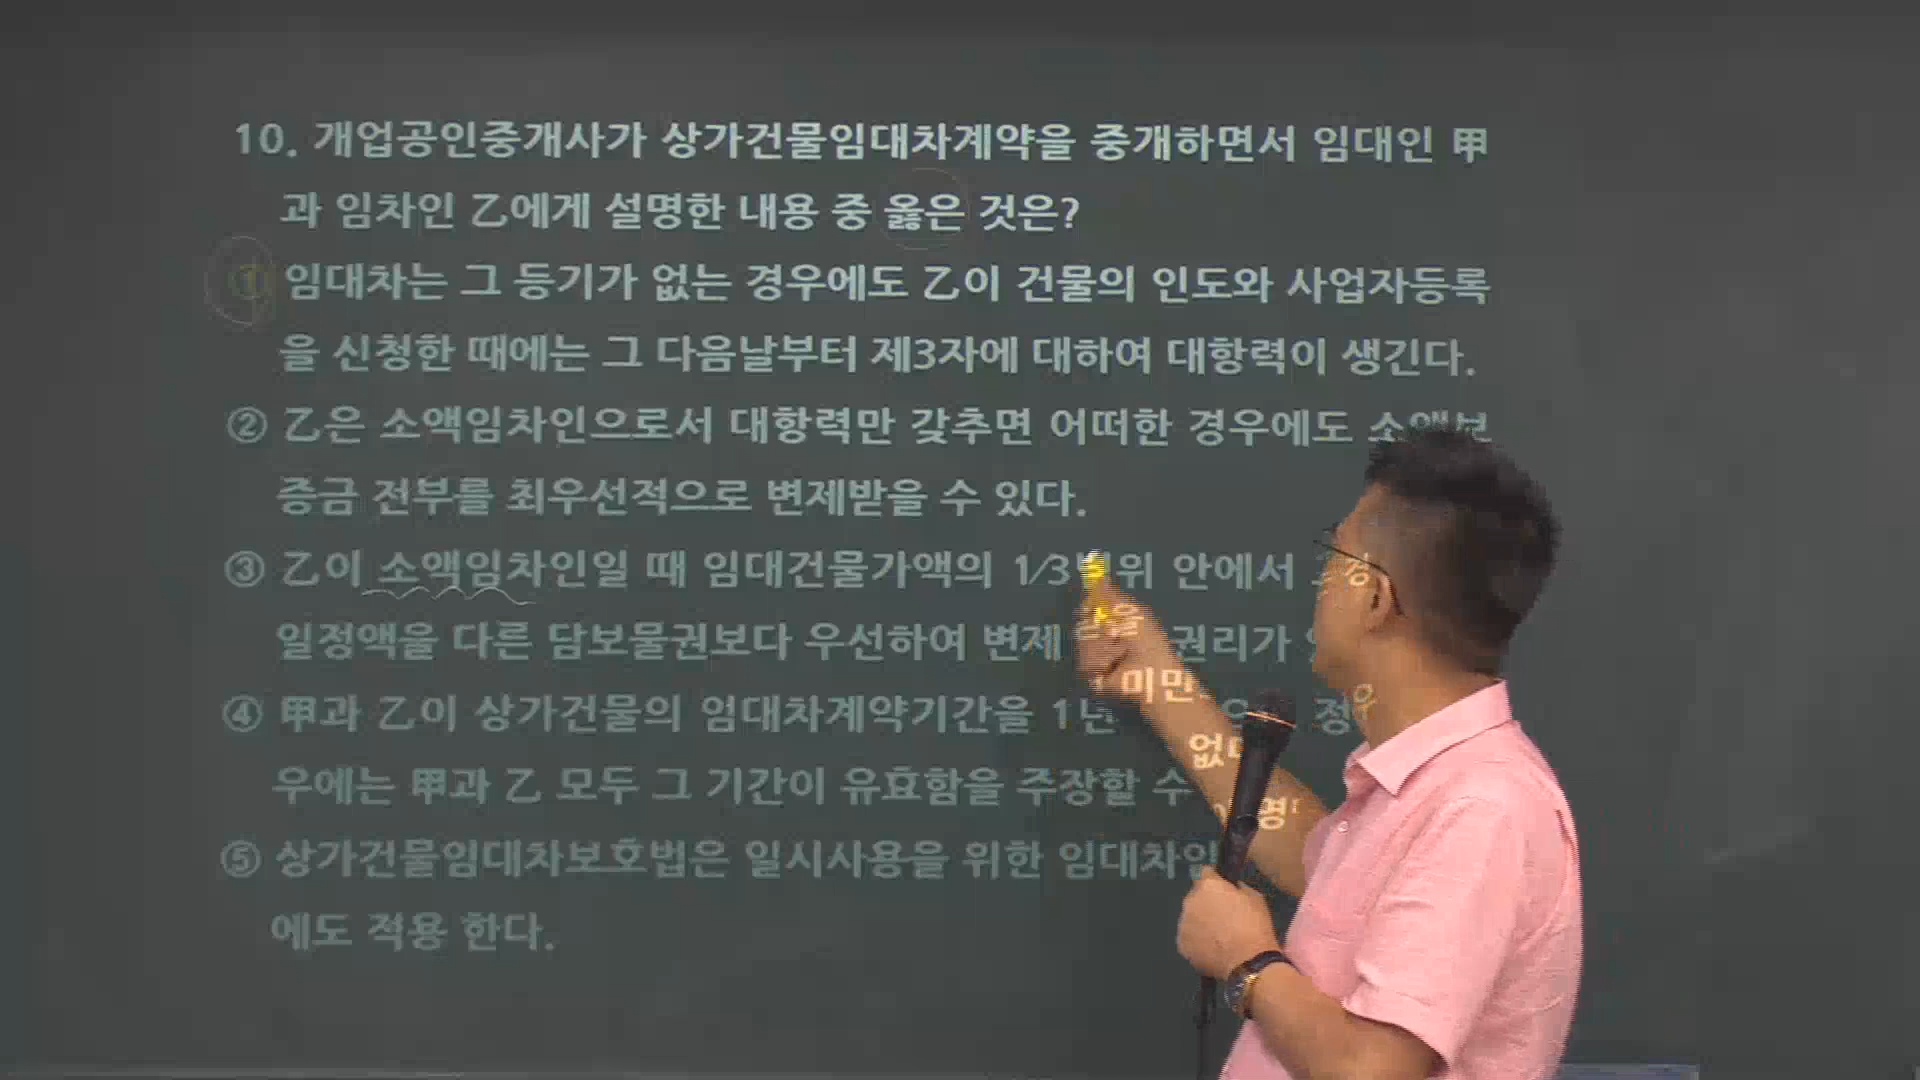 10. 개업공인중개사가 상가건물임대차계약을 중개하면서 임대인 甲
과 임차인 乙에게 설명한 내용 중 옳은 것은?
① 임대차는 그 등기가 없는 경우에도 乙이 건물의 인도와 사업자등록
을 신청한 때에는 그 다음날부터 제3자에 대하여 대항력이 생긴다.
② 乙은 소액임차인으로서 대항력만 갖추면 어떠한 경우에도
증금 전부를 최우선적으로 변제받을 수 있다.
③ 乙이 소액임차인일 때 임대건물가액의 1/3 위 안에서
일정액을 다른 담보물권보다 우선하여 변제 받을 권리가
④ 甲과 乙이 상가건물의 임대차계약기간을 1년 미만 정
우에는 甲과 乙 모두 그 기간이 유효함을 주장할 수 없
⑤ 상가건물임대차보호법은 일시사용을 위한 임대차임
에도 적용 한다.